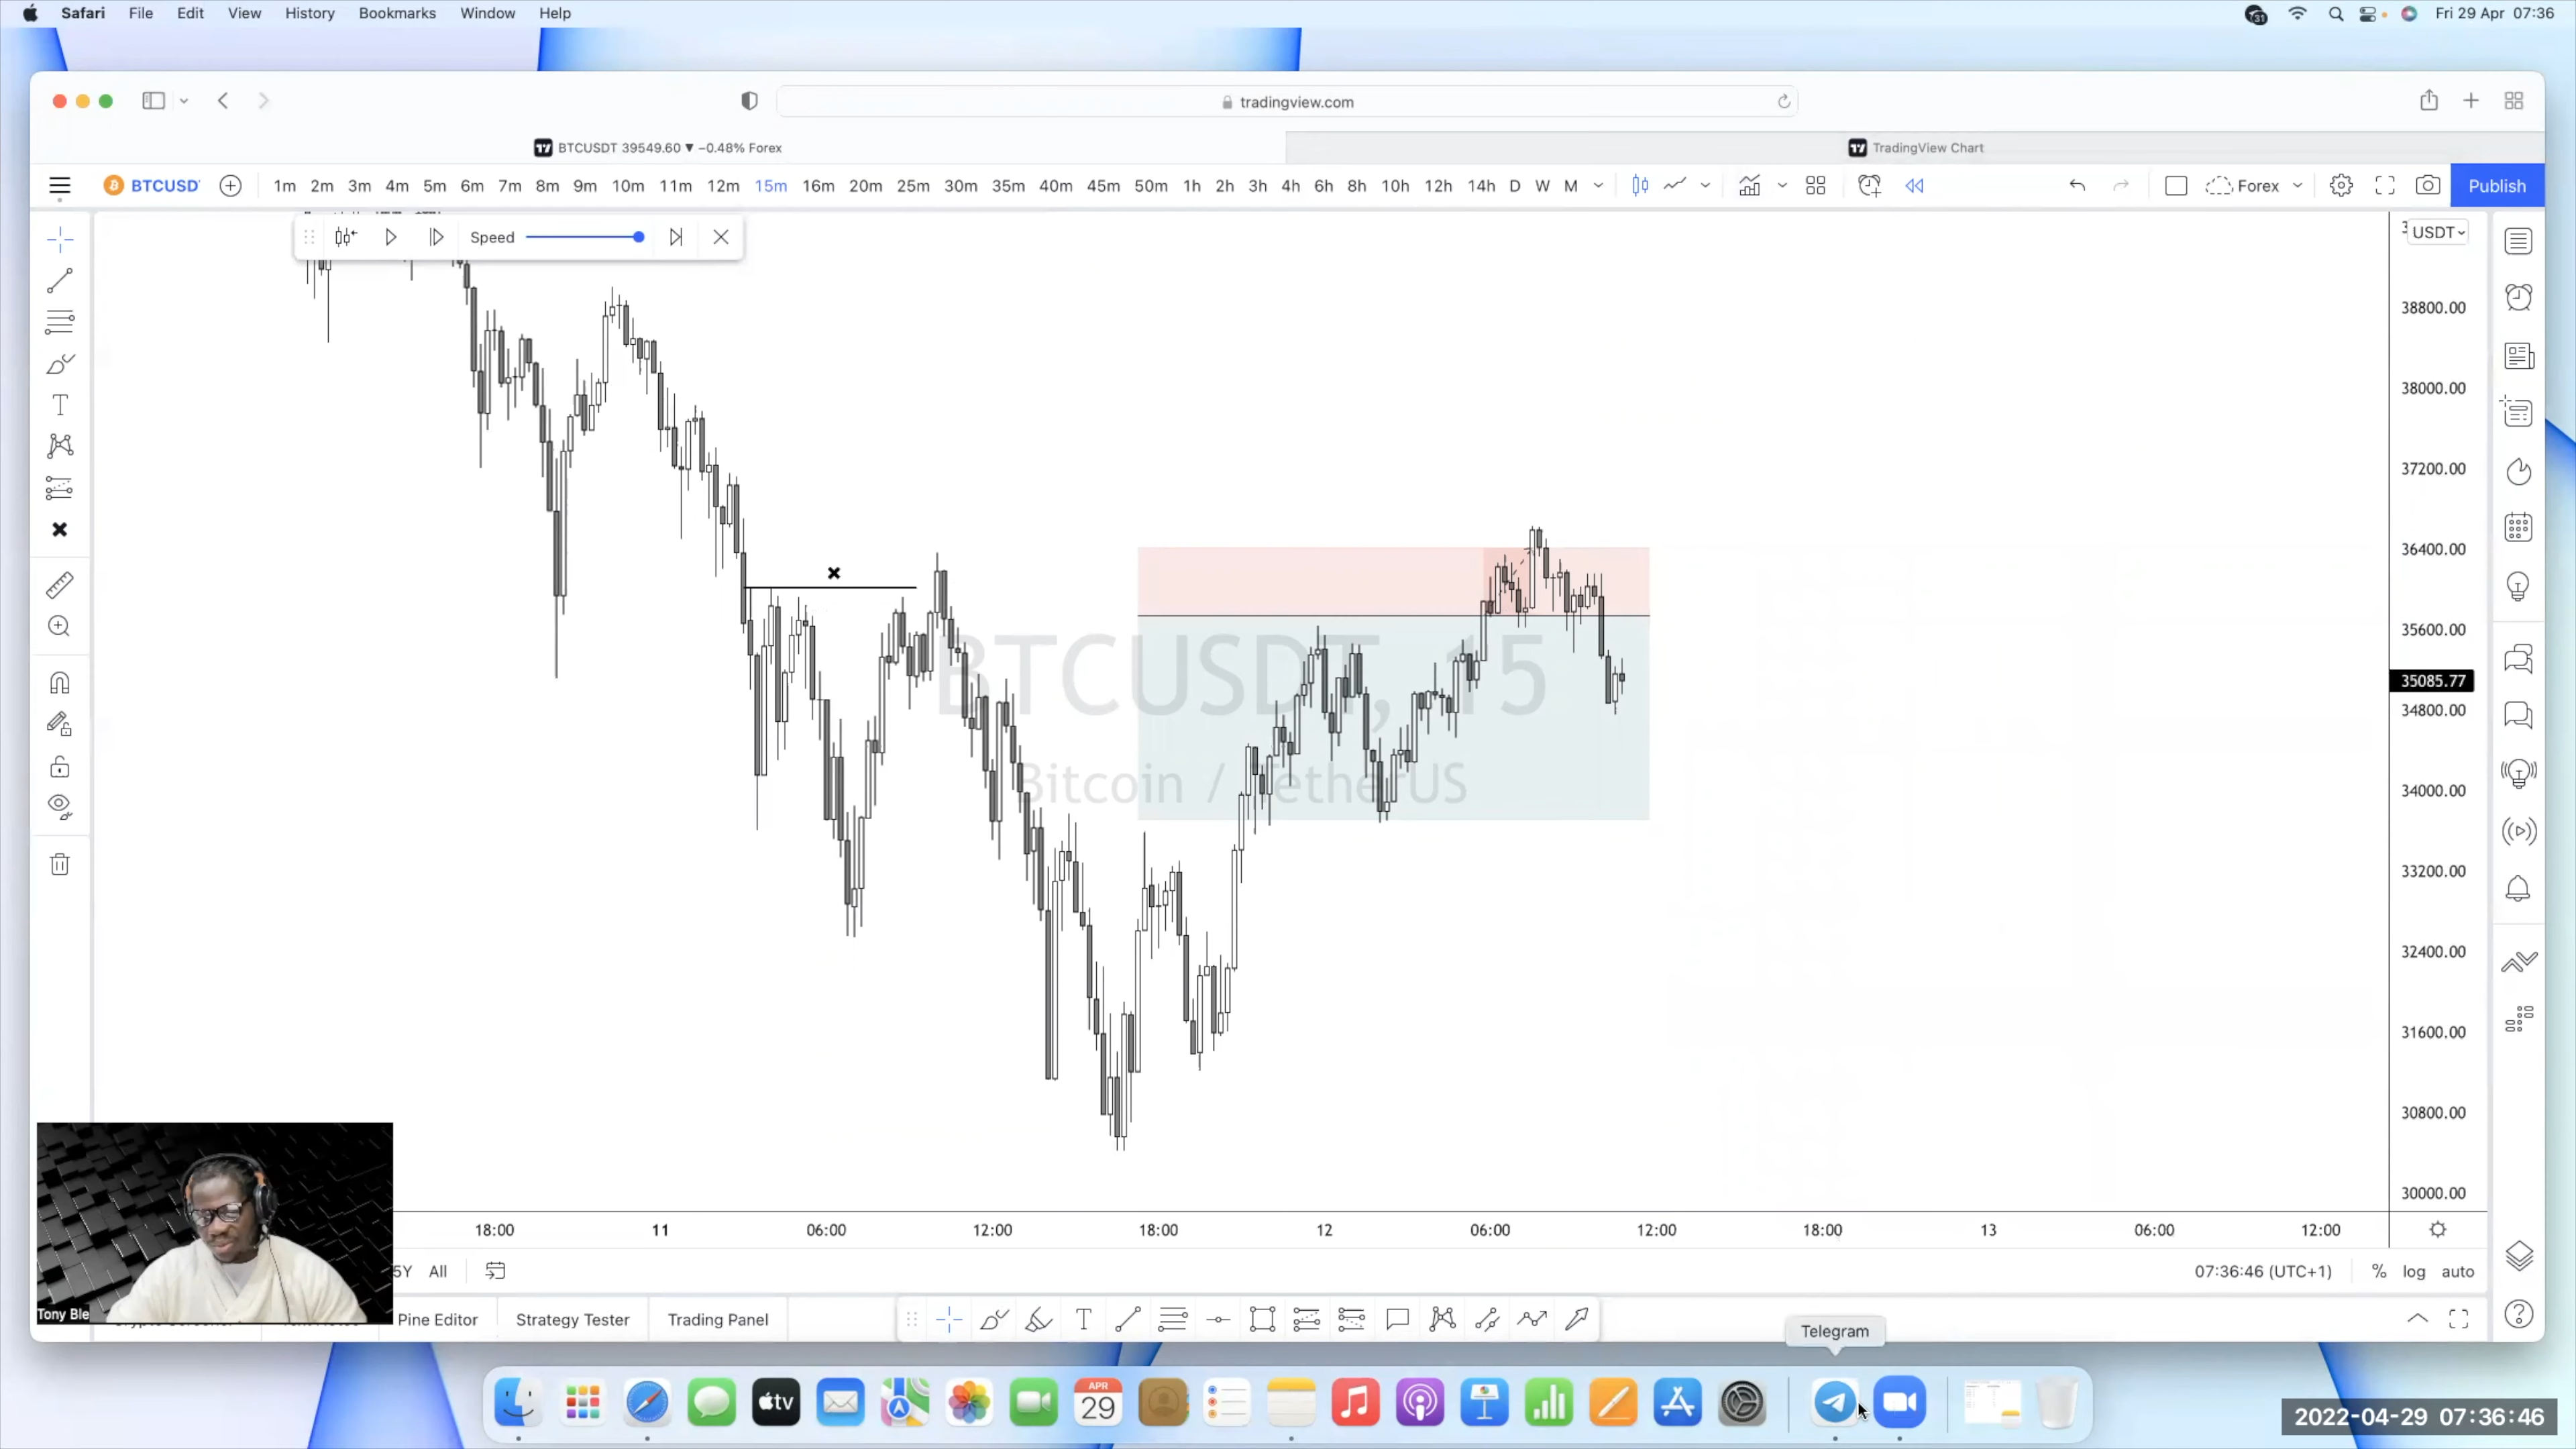 Safari File Edit View History Bookmarks Window Help
31
Fri 29 Apr 07:36
tradingview.com
BTCUSDT 39549.60 ▼ −0.48% Forex
TradingView Chart
BTCUSD
1m 2m 3m 4m 5m 6m 7m 8m 9m 10m 11m 12m 15m 16m 20m 25m 30m 35m 40m 45m 50m 1h 2h 3h 4h 6h 8h 10h 12h 14h D W M
Forex
Publish
Speed
USDT
38800.00
38000.00
37200.00
36400.00
35600.00
35085.77
34800.00
34000.00
33200.00
32400.00
31600.00
30800.00
30000.00
BTCUSDT, 15
Bitcoin / TetherUS
18:00 11 06:00 12:00 18:00 12 06:00 12:00 18:00 13 06:00 12:00
5Y All
07:36:46 (UTC+1) % log auto
Tony Ble
Pine Editor Strategy Tester Trading Panel
Telegram
tv
APR
29
2022-04-29 07:36:46